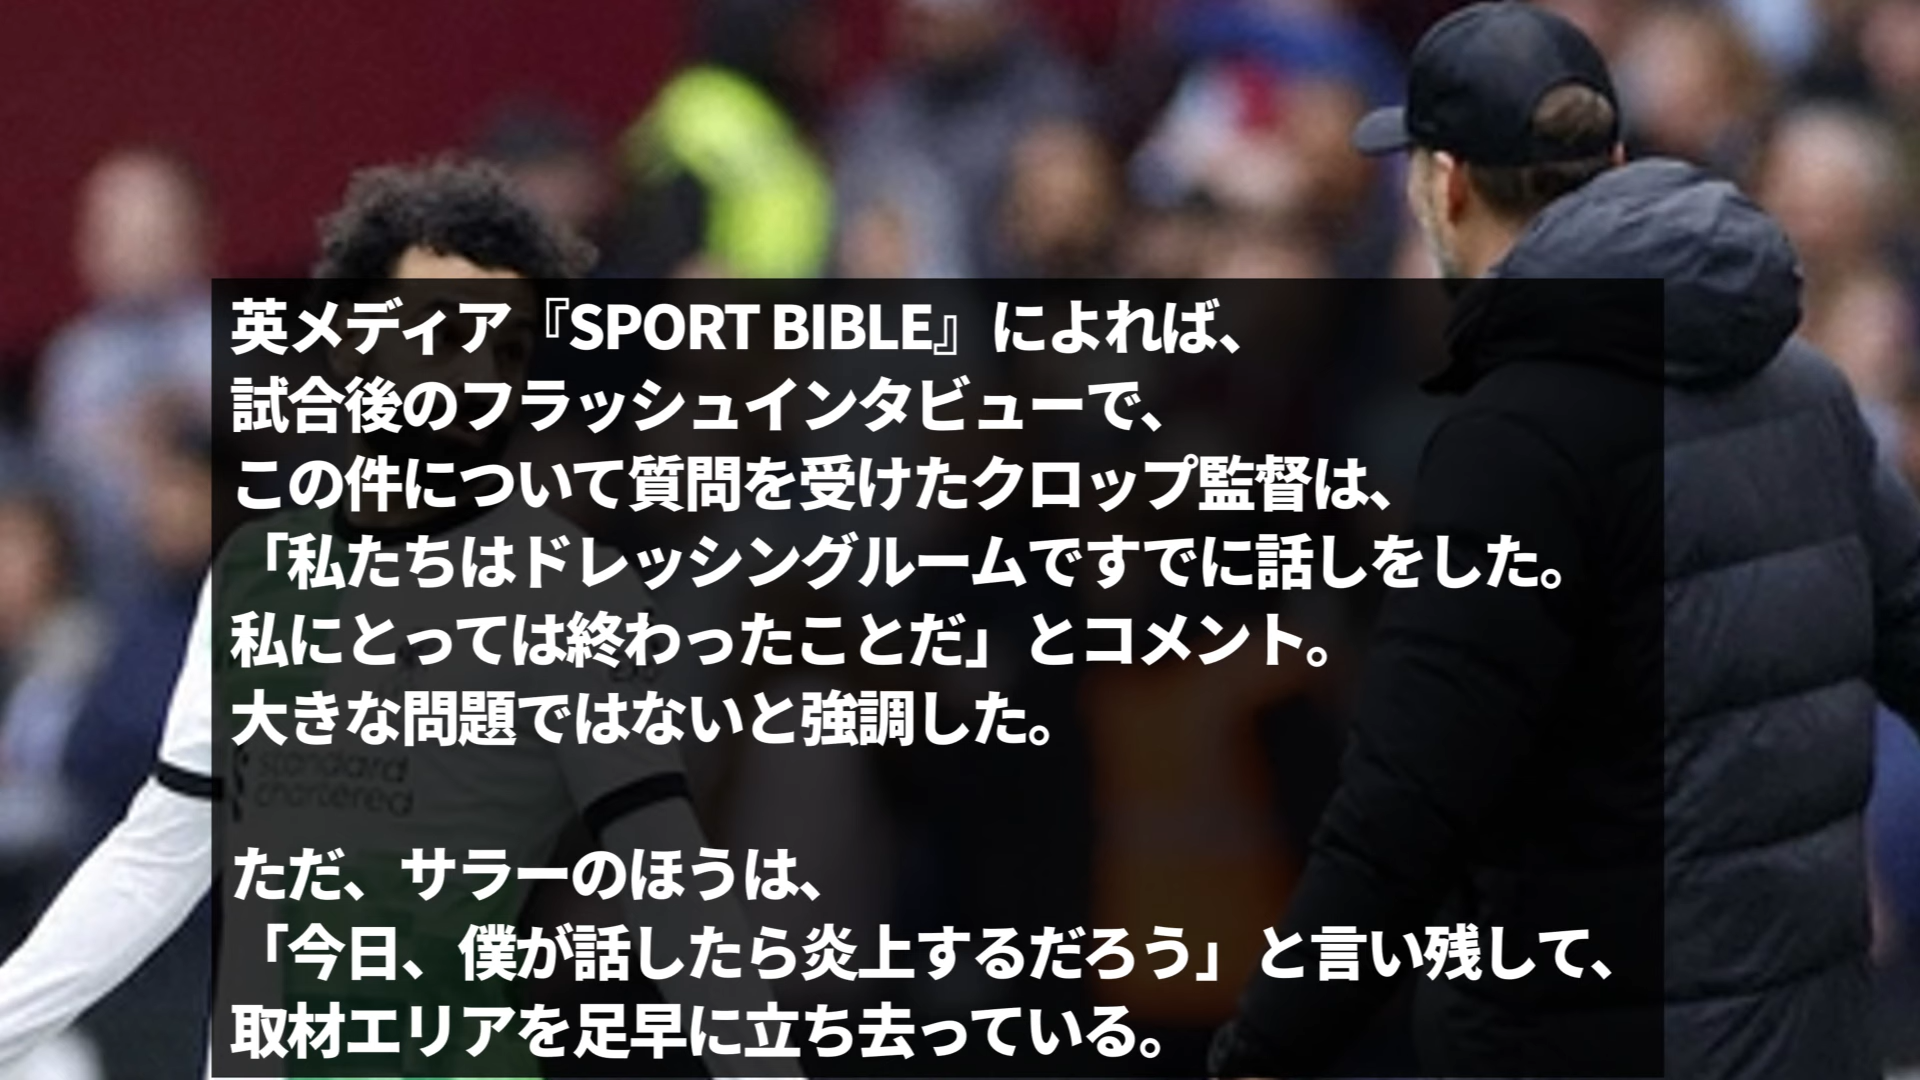 英メディア『SPORT BIBLE』によれば、
試合後のフラッシュインタビューで、
この件について質問を受けたクロップ監督は、
「私たちはドレッシングルームですでに話しをした。
私にとっては終わったことだ」とコメント。
大きな問題ではないと強調した。
standard
chartered
ただ、サラーのほうは、
「今日、僕が話したら炎上するだろう」と言い残して、
取材エリアを足早に立ち去っている。